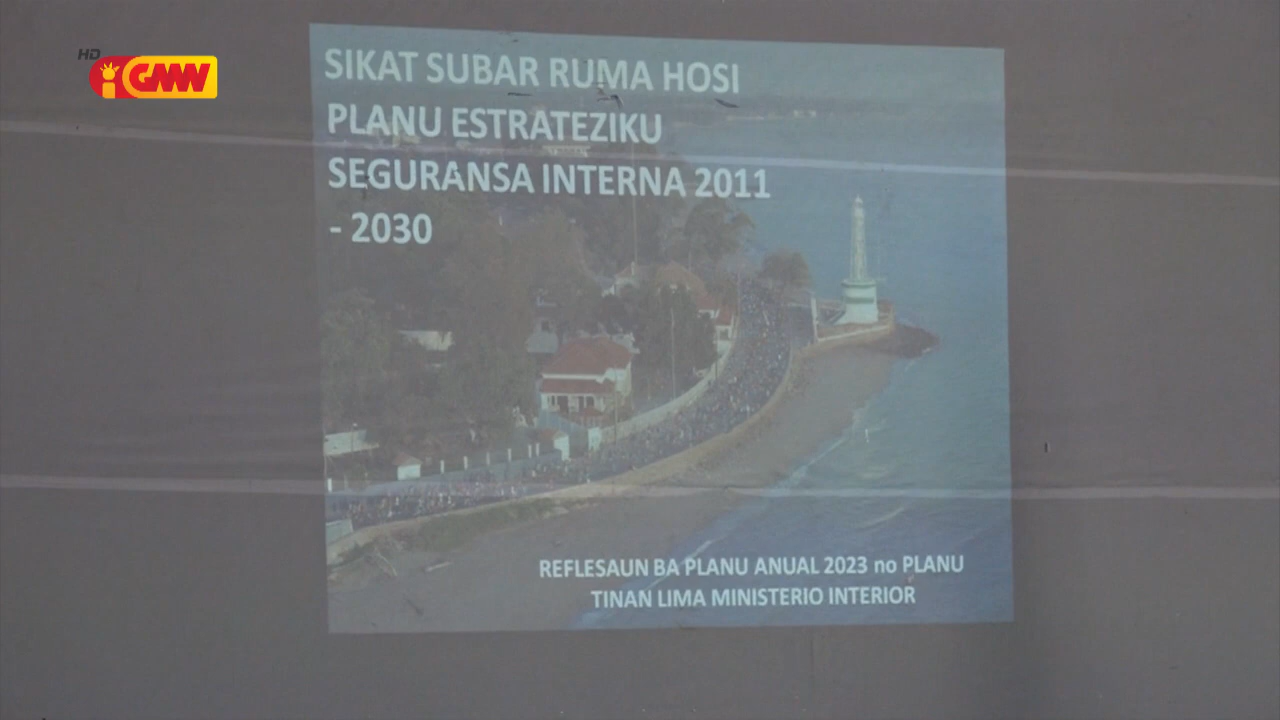 HD
GMN
SIKAT SUBAR RUMA HOSI
PLANU ESTRATEZIKU
SEGURANSA INTERNA 2011
- 2030
REFLESAUN BA PLANU ANUAL 2023 no PLANU
TINAN LIMA MINISTERIO INTERIOR